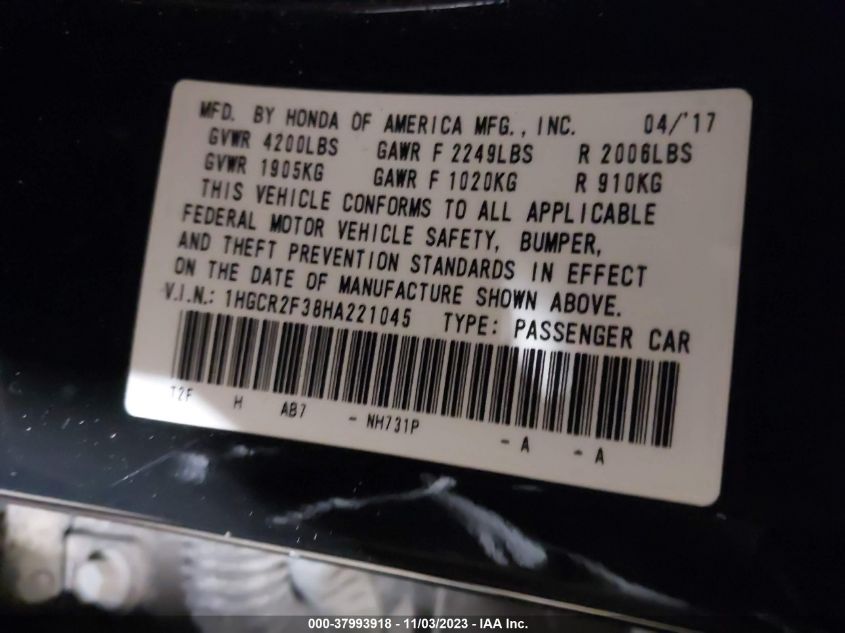 MFD. BY HONDA OF AMERICA MFG., INC. 04/'17
GVWR 4200LBS GAWR F 2249LBS R 2006LBS
GVWR 1905KG GAWR F 1020KG R 910KG
THIS VEHICLE CONFORMS TO ALL APPLICABLE
FEDERAL MOTOR VEHICLE SAFETY, BUMPER,
AND THEFT PREVENTION STANDARDS IN EFFECT
ON THE DATE OF MANUFACTURE SHOWN ABOVE.
V.I.N.: 1HGCR2F38HA221045 TYPE: PASSENGER CAR
T2F H AB7 - NH731P - A - A
000-37993918 - 11/03/2023 - IAA Inc.